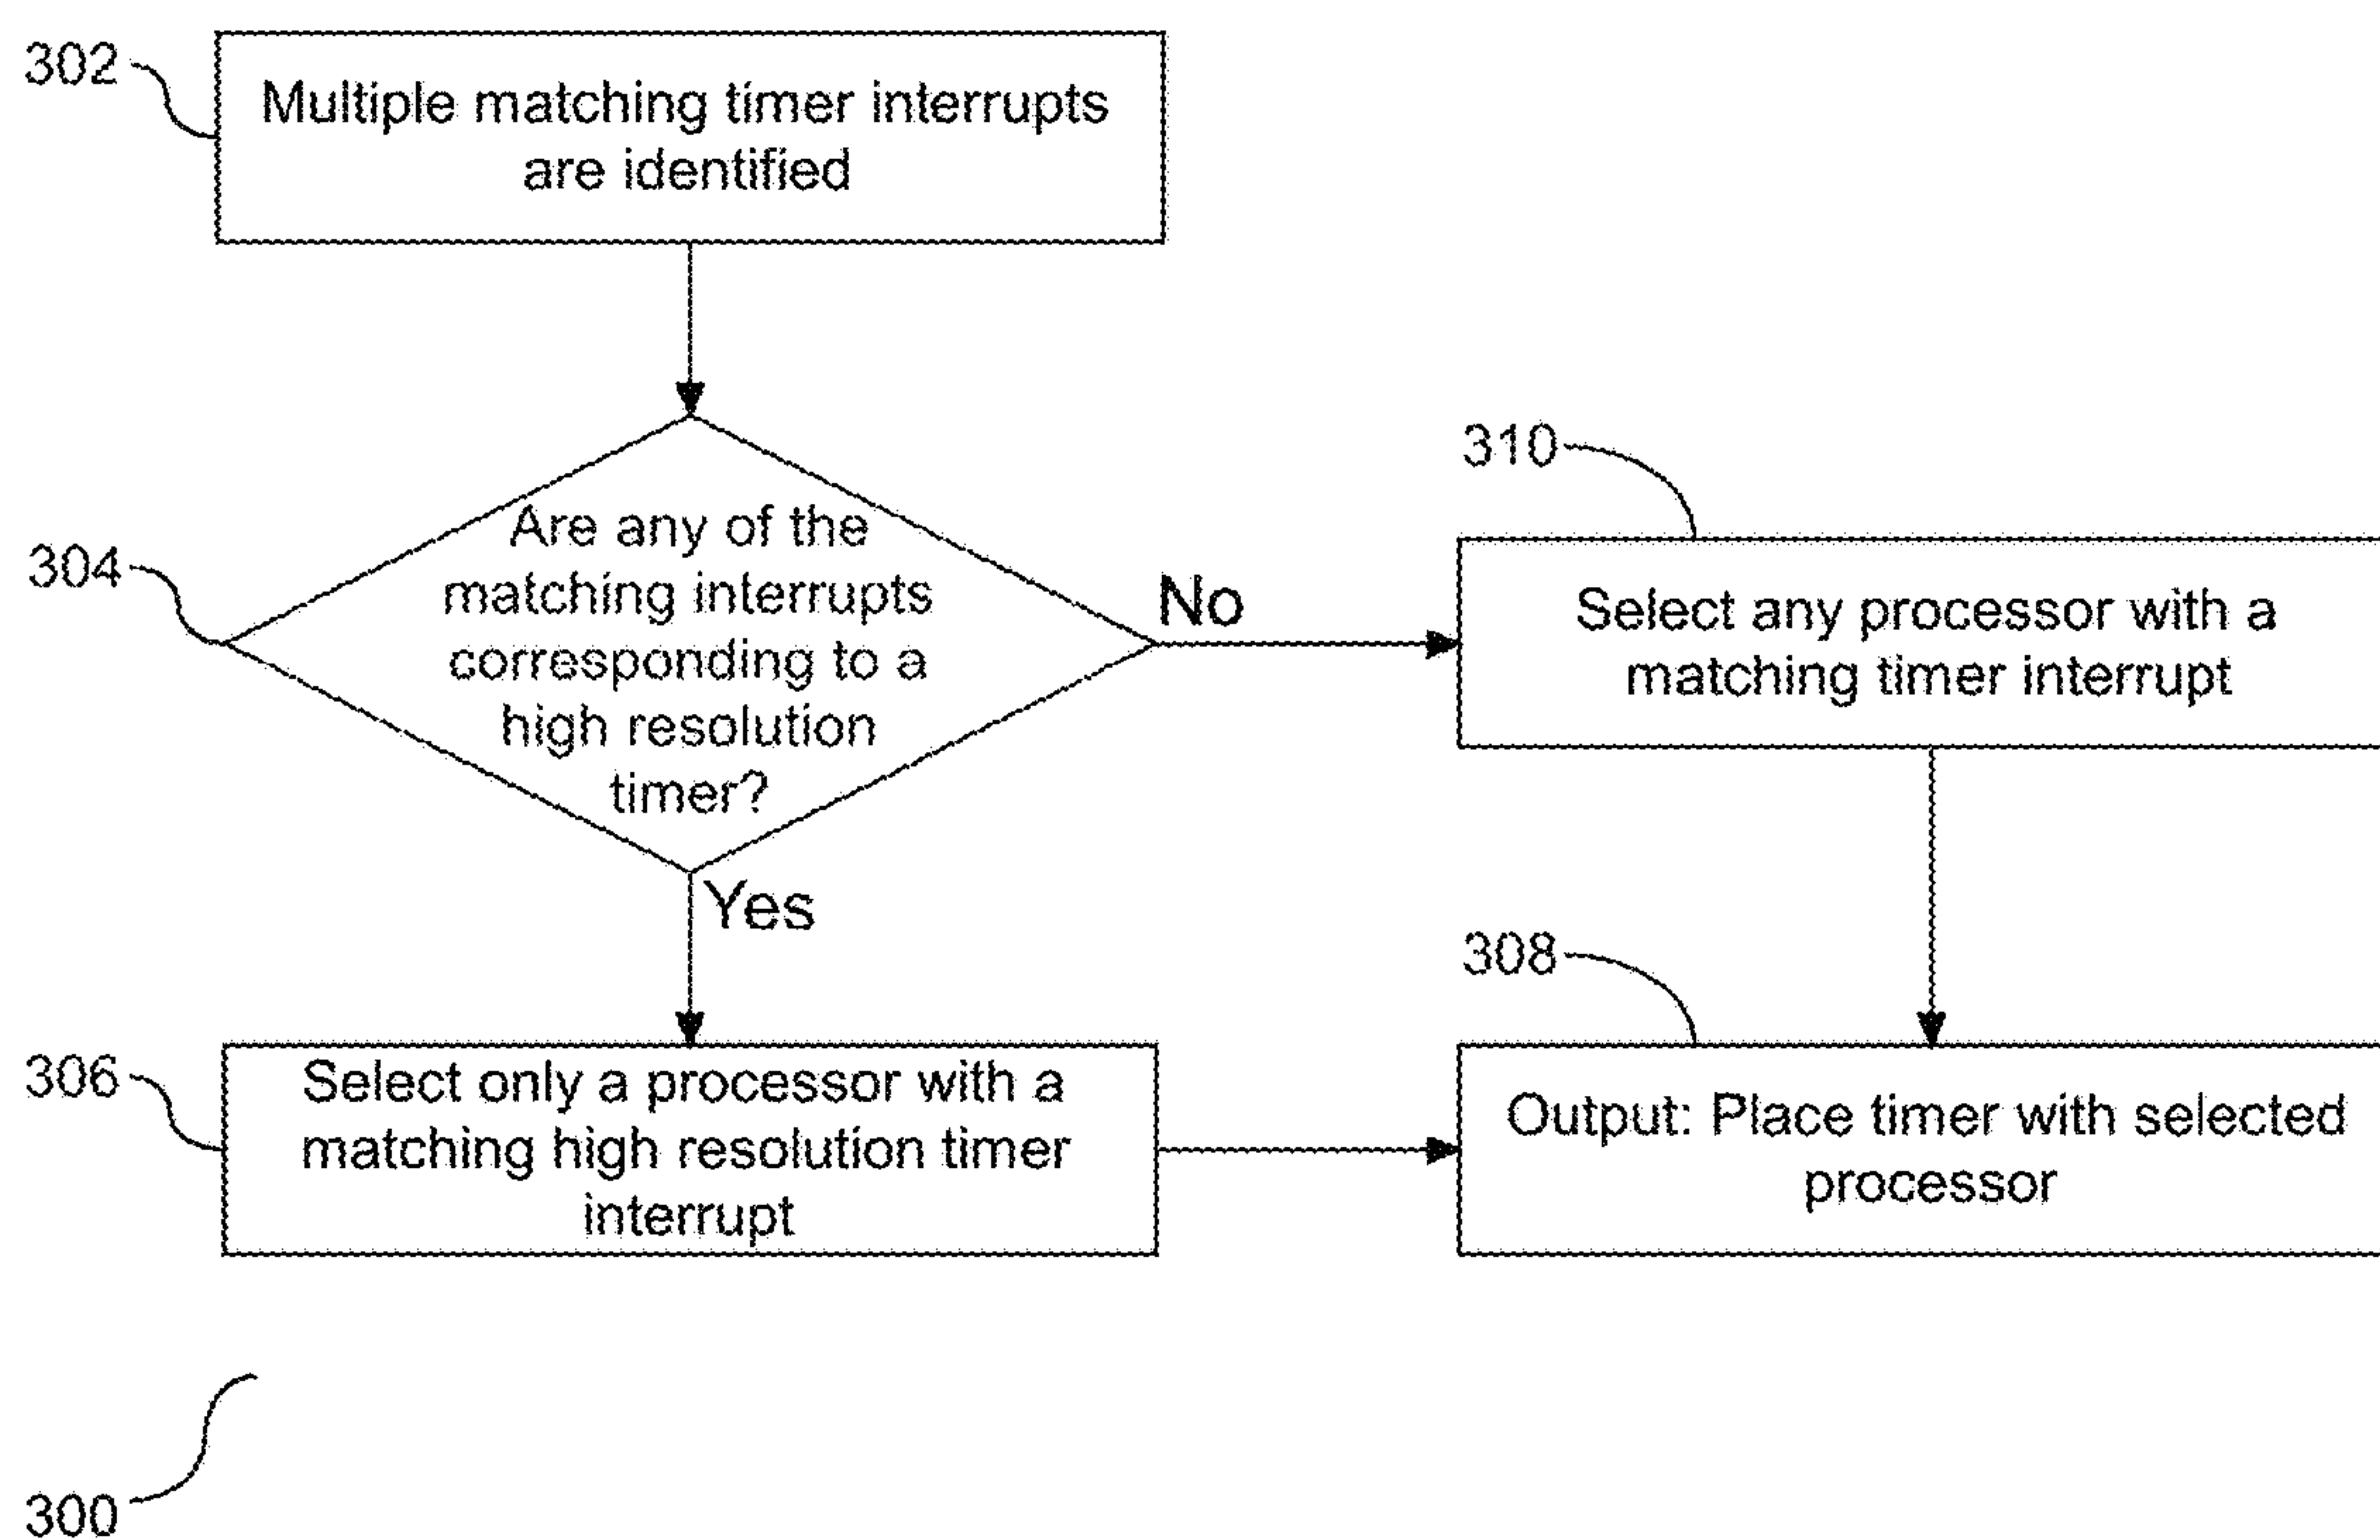 302
Multiple matching timer interrupts
are identified
304
Are any of the
matching interrupts
corresponding to a
high resolution
timer?
No
310
Select any processor with a
matching timer interrupt
Yes
306
Select only a processor with a
matching high resolution timer
interrupt
308
Output: Place timer with selected
processor
300